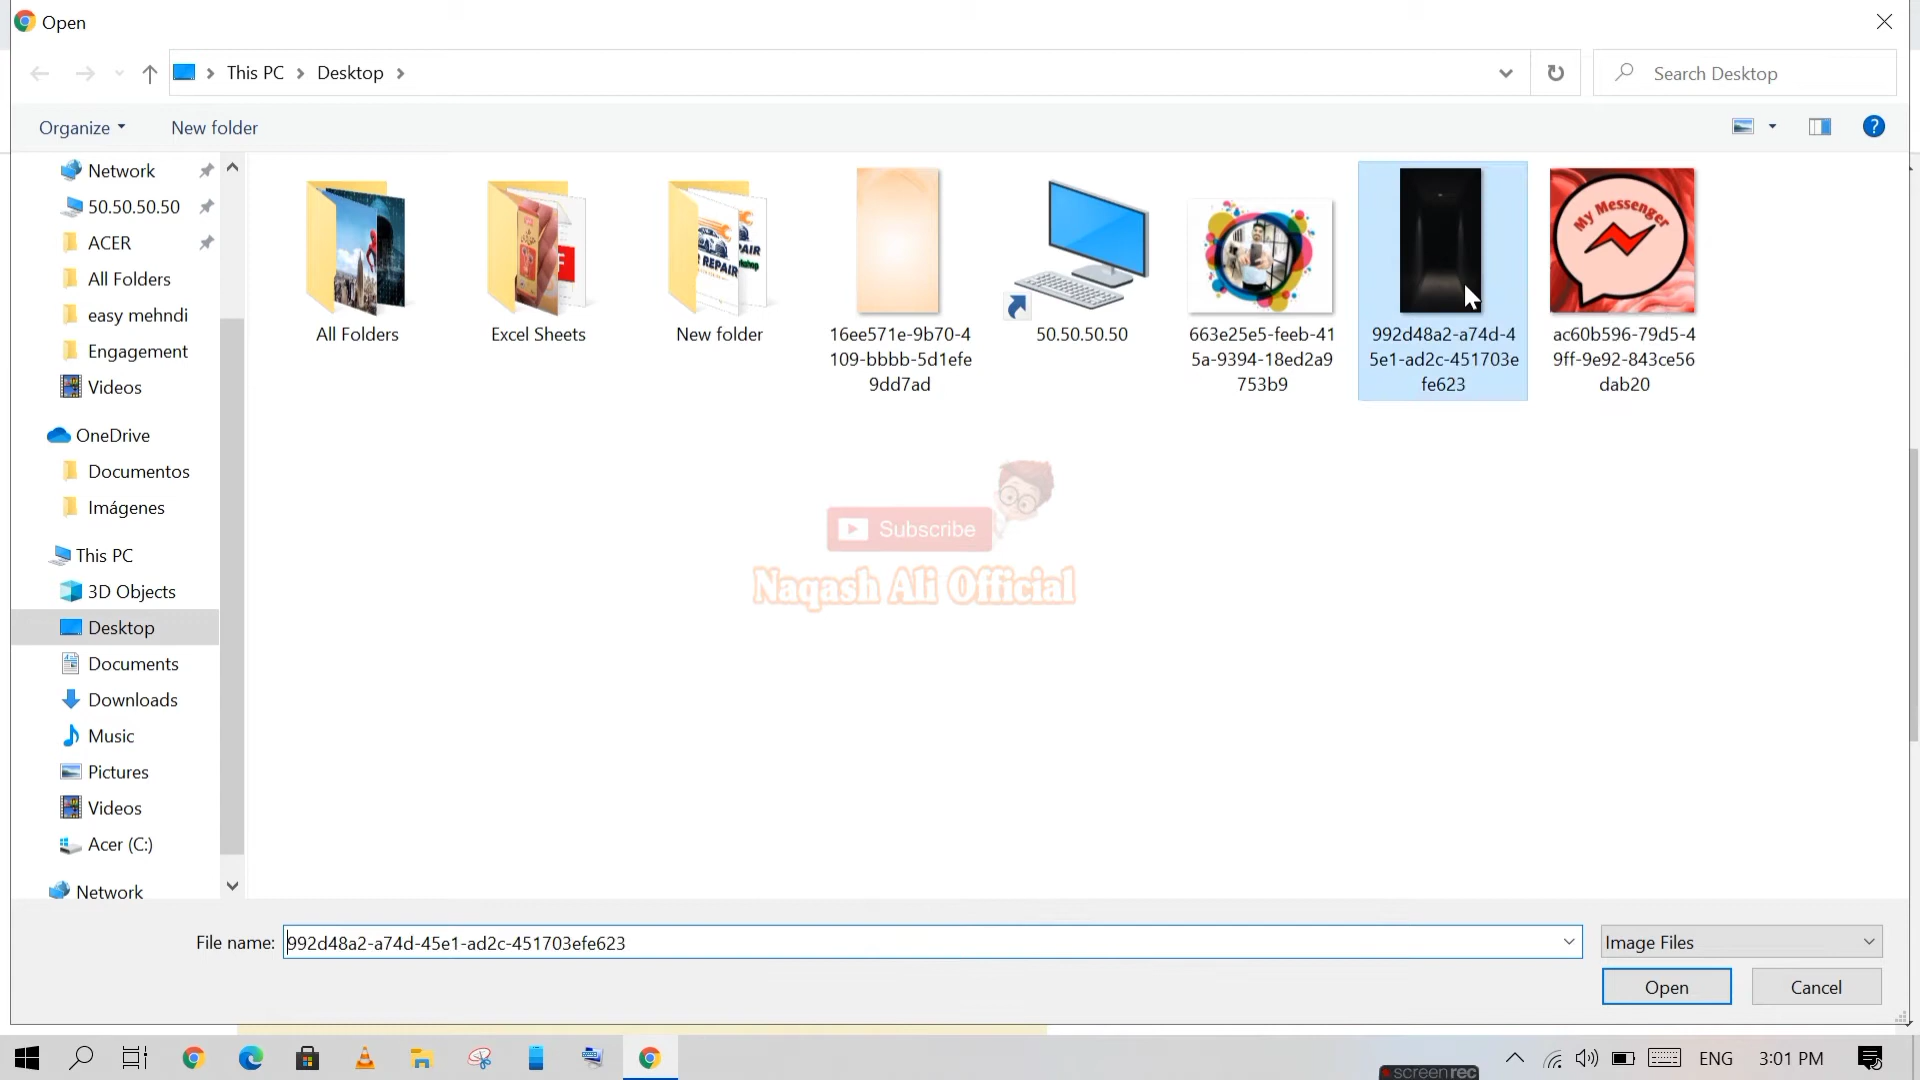 Open
This PC
Desktop
Search Desktop
Organize
New folder
?
Network
50.50.50.50
ACER
All Folders
easy mehndi
Engagement
Videos
OneDrive
Documentos
Imágenes
This PC
3D Objects
Desktop
Documents
Downloads
Music
Pictures
Videos
Acer (C:)
Network
REPAIR
My Messenger
All Folders
Excel Sheets
New folder
16ee571e-9b70-4
109-bbbb-5d1efe
9dd7ad
50.50.50.50
663e25e5-feeb-41
5a-9394-18ed2a9
753b9
992d48a2-a74d-4
5e1-ad2c-451703e
fe623
ac60b596-79d5-4
9ff-9e92-843ce56
dab20
Subscribe
Naqash Ali Official
File name:
992d48a2-a74d-45e1-ad2c-451703efe623
Image Files
Open
Cancel
screenrec
ENG
3:01 PM